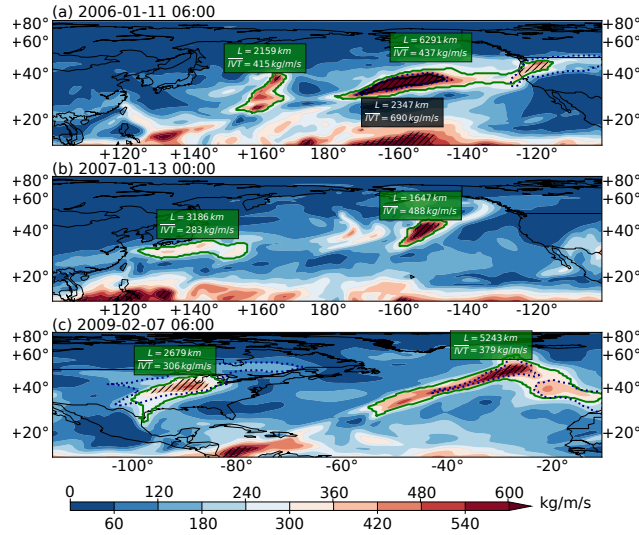 (a) 2006-01-11 06:00
+80°
+60°
+40°
+20°
L = 2159 km
IVT = 415 kg/m/s
L = 6291 km
IVT = 437 kg/m/s
L = 2347 km
IVT = 690 kg/m/s
+80°
+60°
+40°
+20°
+120° +140° +160° 180° -160° -140° -120°
(b) 2007-01-13 00:00
+80°
+60°
+40°
+20°
L = 3186 km
IVT = 283 kg/m/s
L = 1647 km
IVT = 488 kg/m/s
+80°
+60°
+40°
+20°
+120° +140° +160° 180° -160° -140° -120°
(c) 2009-02-07 06:00
+80°
+60°
+40°
+20°
L = 2679 km
IVT = 306 kg/m/s
L = 5243 km
IVT = 379 kg/m/s
+80°
+60°
+40°
+20°
-100° -80° -60° -40° -20°
0 120 240 360 480 600 kg/m/s
60 180 300 420 540